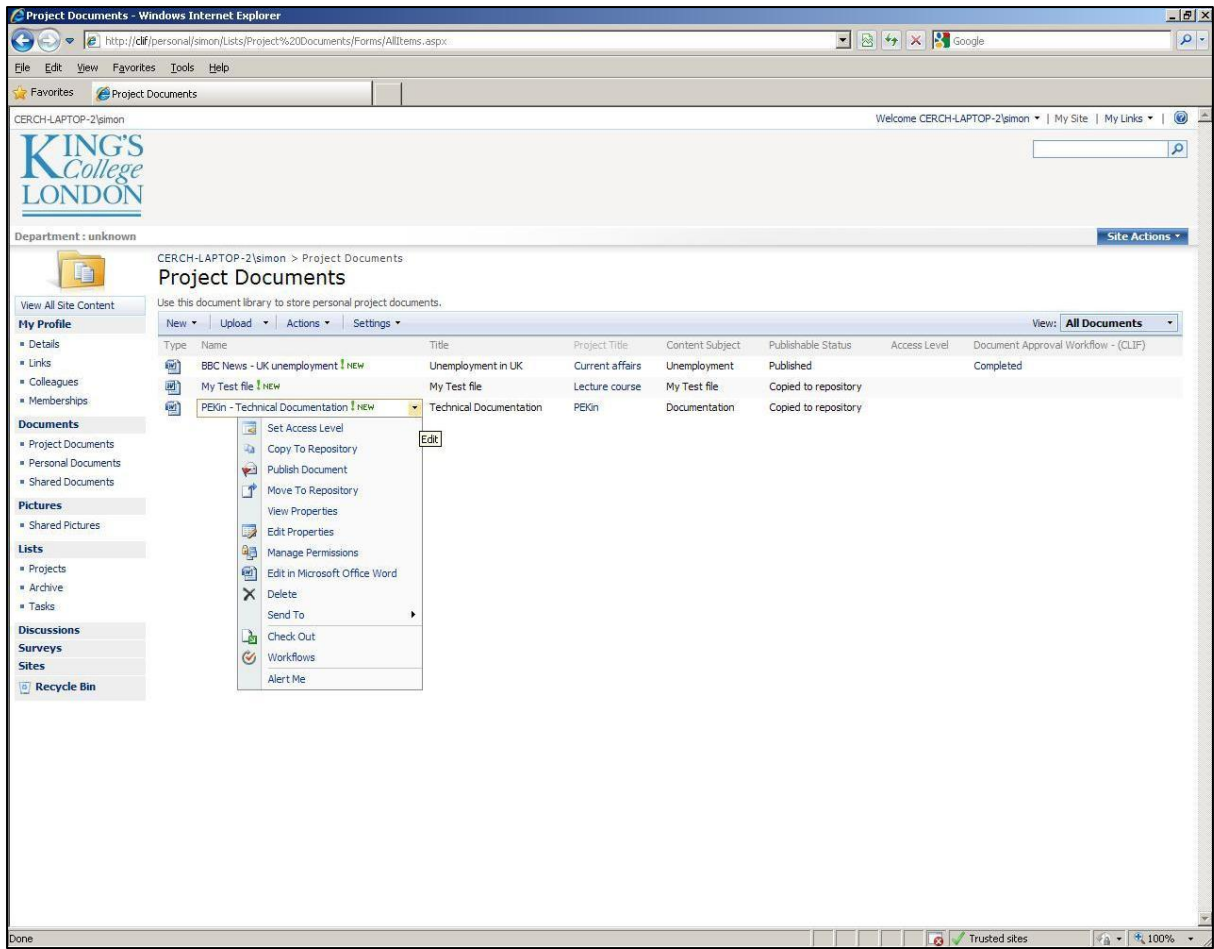 Project Documents - Windows Internet Explorer
http://clif/personal/simon/Lists/Project%20Documents/Forms/AllItems.aspx
Google
File Edit View Favorites Tools Help
Favorites Project Documents
CERCH-LAPTOP-2\simon Welcome CERCH-LAPTOP-2\simon | My Site | My Links |
KING'S
College
LONDON
Department : unknown Site Actions
CERCH-LAPTOP-2\simon > Project Documents
Project Documents
View All Site Content Use this document library to store personal project documents.
My Profile New Upload Actions Settings View: All Documents
Details Type Name Title Project Title Content Subject Publishable Status Access Level Document Approval Workflow - (CLIF)
Links BBC News - UK unemployment ! NEW Unemployment in UK Current affairs Unemployment Published Completed
Colleagues My Test file ! NEW My Test file Lecture course My Test file Copied to repository
Memberships PEKin - Technical Documentation ! NEW Technical Documentation PEKin Documentation Copied to repository
Documents Set Access Level
Edit
Project Documents Copy To Repository
Personal Documents Publish Document
Shared Documents Move To Repository
Pictures View Properties
Shared Pictures Edit Properties
Lists Manage Permissions
Projects Edit in Microsoft Office Word
Archive Delete
Tasks Send To
Discussions Check Out
Surveys Workflows
Sites
Recycle Bin Alert Me
Done Trusted sites 100%